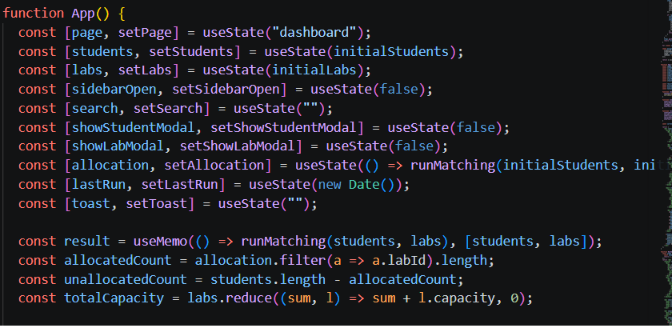 function App() {
  const [page, setPage] = useState("dashboard");
  const [students, setStudents] = useState(initialStudents);
  const [labs, setLabs] = useState(initialLabs);
  const [sidebarOpen, setSidebarOpen] = useState(false);
  const [search, setSearch] = useState("");
  const [showStudentModal, setShowStudentModal] = useState(false);
  const [showLabModal, setShowLabModal] = useState(false);
  const [allocation, setAllocation] = useState(() => runMatching(initialStudents, init
  const [lastRun, setLastRun] = useState(new Date());
  const [toast, setToast] = useState("");
  const result = useMemo(() => runMatching(students, labs), [students, labs]);
  const allocatedCount = allocation.filter(a => a.labId).length;
  const unallocatedCount = students.length - allocatedCount;
  const totalCapacity = labs.reduce((sum, l) => sum + l.capacity, 0);